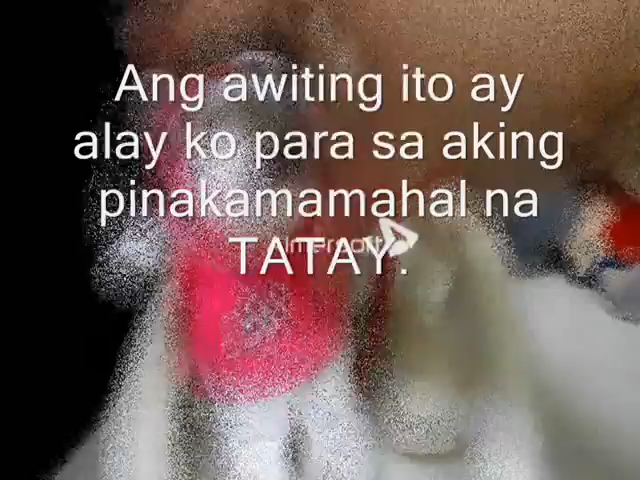 Ang awiting ito ay
alay ko para sa aking
pinakamamahal na
TATAY.